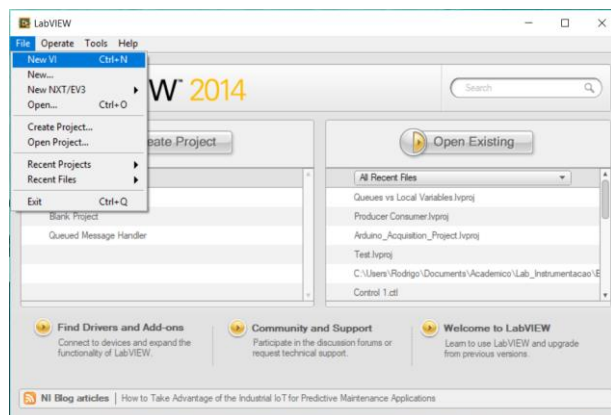 LabVIEW
File Operate Tools Help
New VI Ctrl+N
New...
New NXT/EV3
Open... Ctrl+O
Create Project...
Open Project...
Recent Projects
Recent Files
Exit Ctrl+Q
W™ 2014
Search
eate Project
Open Existing
All Recent Files
Blank Project
Queued Message Handler
Queues vs Local Variables.lvproj
Producer Consumer.lvproj
Arduino_Acquisition_Project.lvproj
Test.lvproj
C:\Users\Rodrigo\Documents\Academico\Lab_Instrumentacao\E
Control 1.ctl
Find Drivers and Add-ons
Connect to devices and expand the
functionality of LabVIEW.
Community and Support
Participate in the discussion forums or
request technical support.
Welcome to LabVIEW
Learn to use LabVIEW and upgrade
from previous versions.
NI Blog articles | How to Take Advantage of the Industrial IoT for Predictive Maintenance Applications